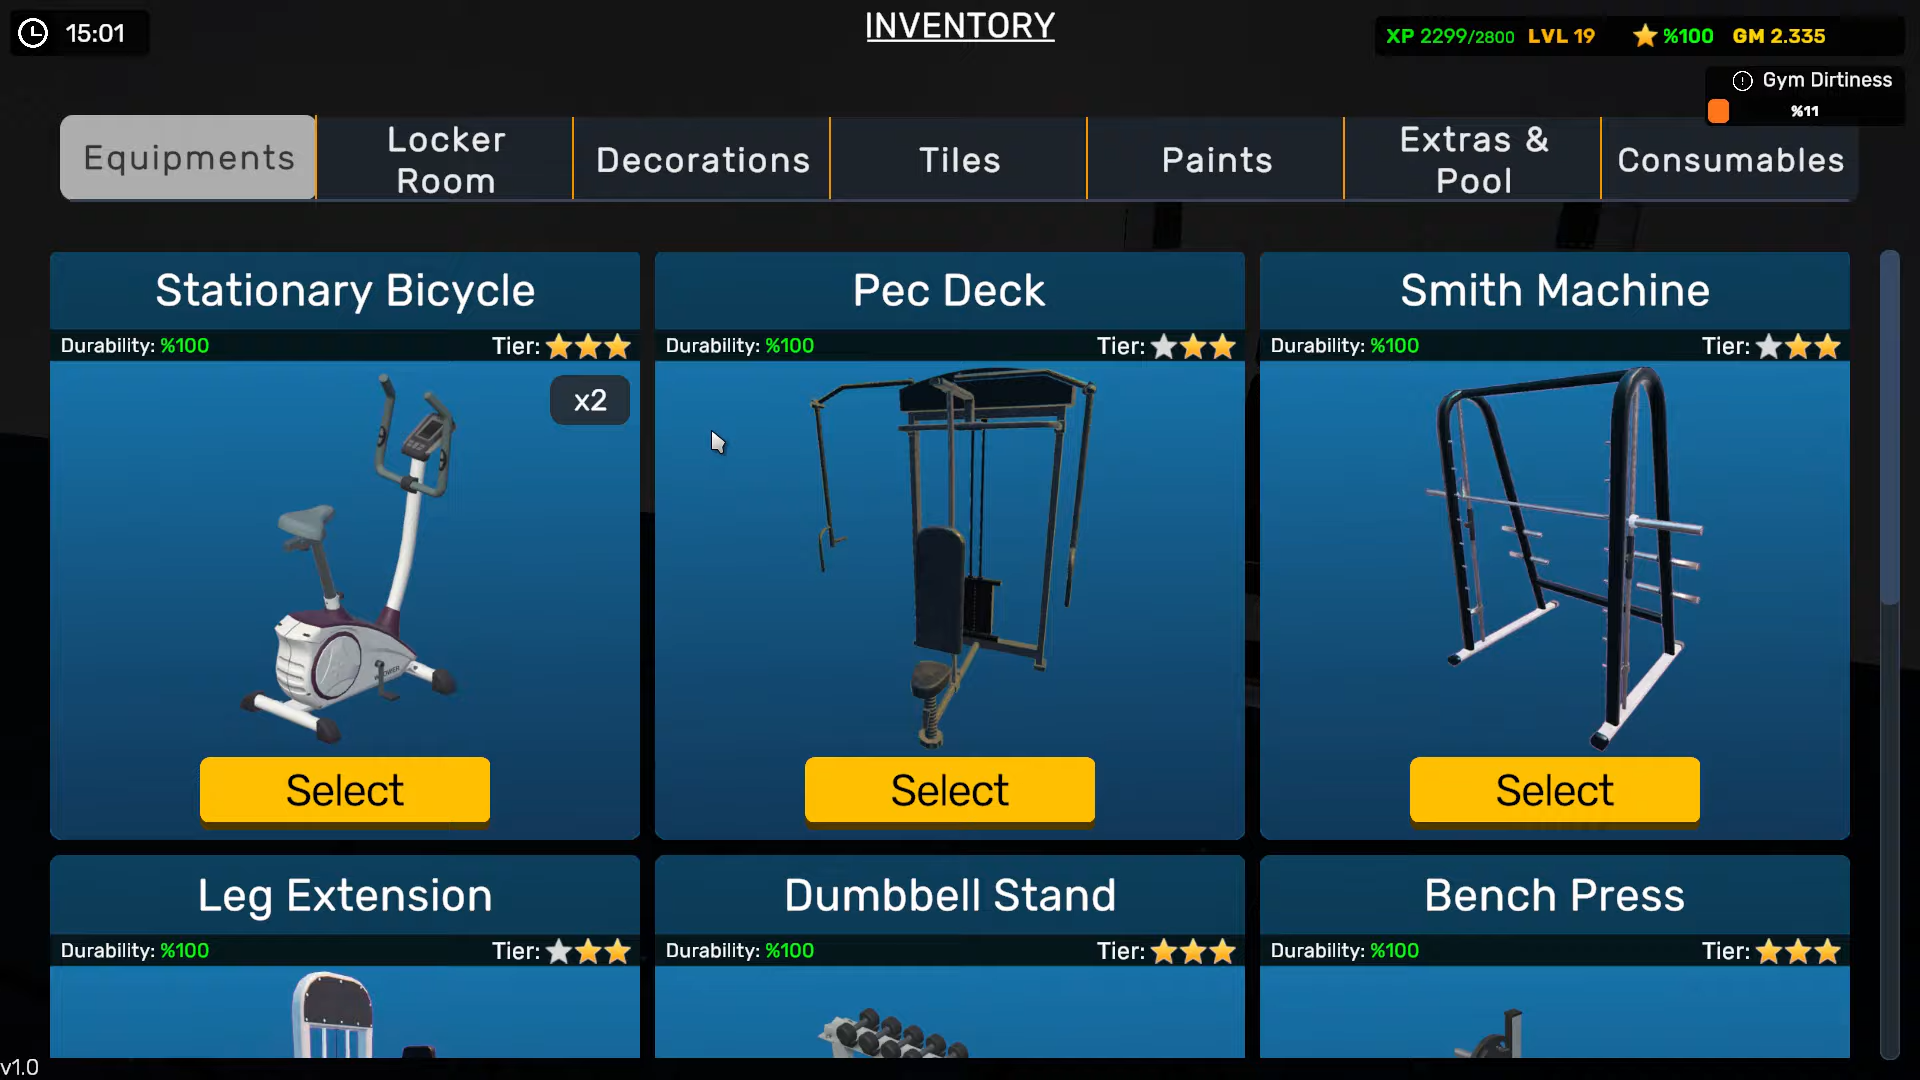 15:01
INVENTORY
XP 2299/2800 LVL 19 %100 GM 2.335
Gym Dirtiness
%11
Equipments
Locker
Room
Decorations
Tiles
Paints
Extras &
Pool
Consumables
Stationary Bicycle
Durability: %100 Tier:
x2
Select
Pec Deck
Durability: %100 Tier:
Select
Smith Machine
Durability: %100 Tier:
Select
Leg Extension
Durability: %100 Tier:
Dumbbell Stand
Durability: %100 Tier:
Bench Press
Durability: %100 Tier:
v1.0